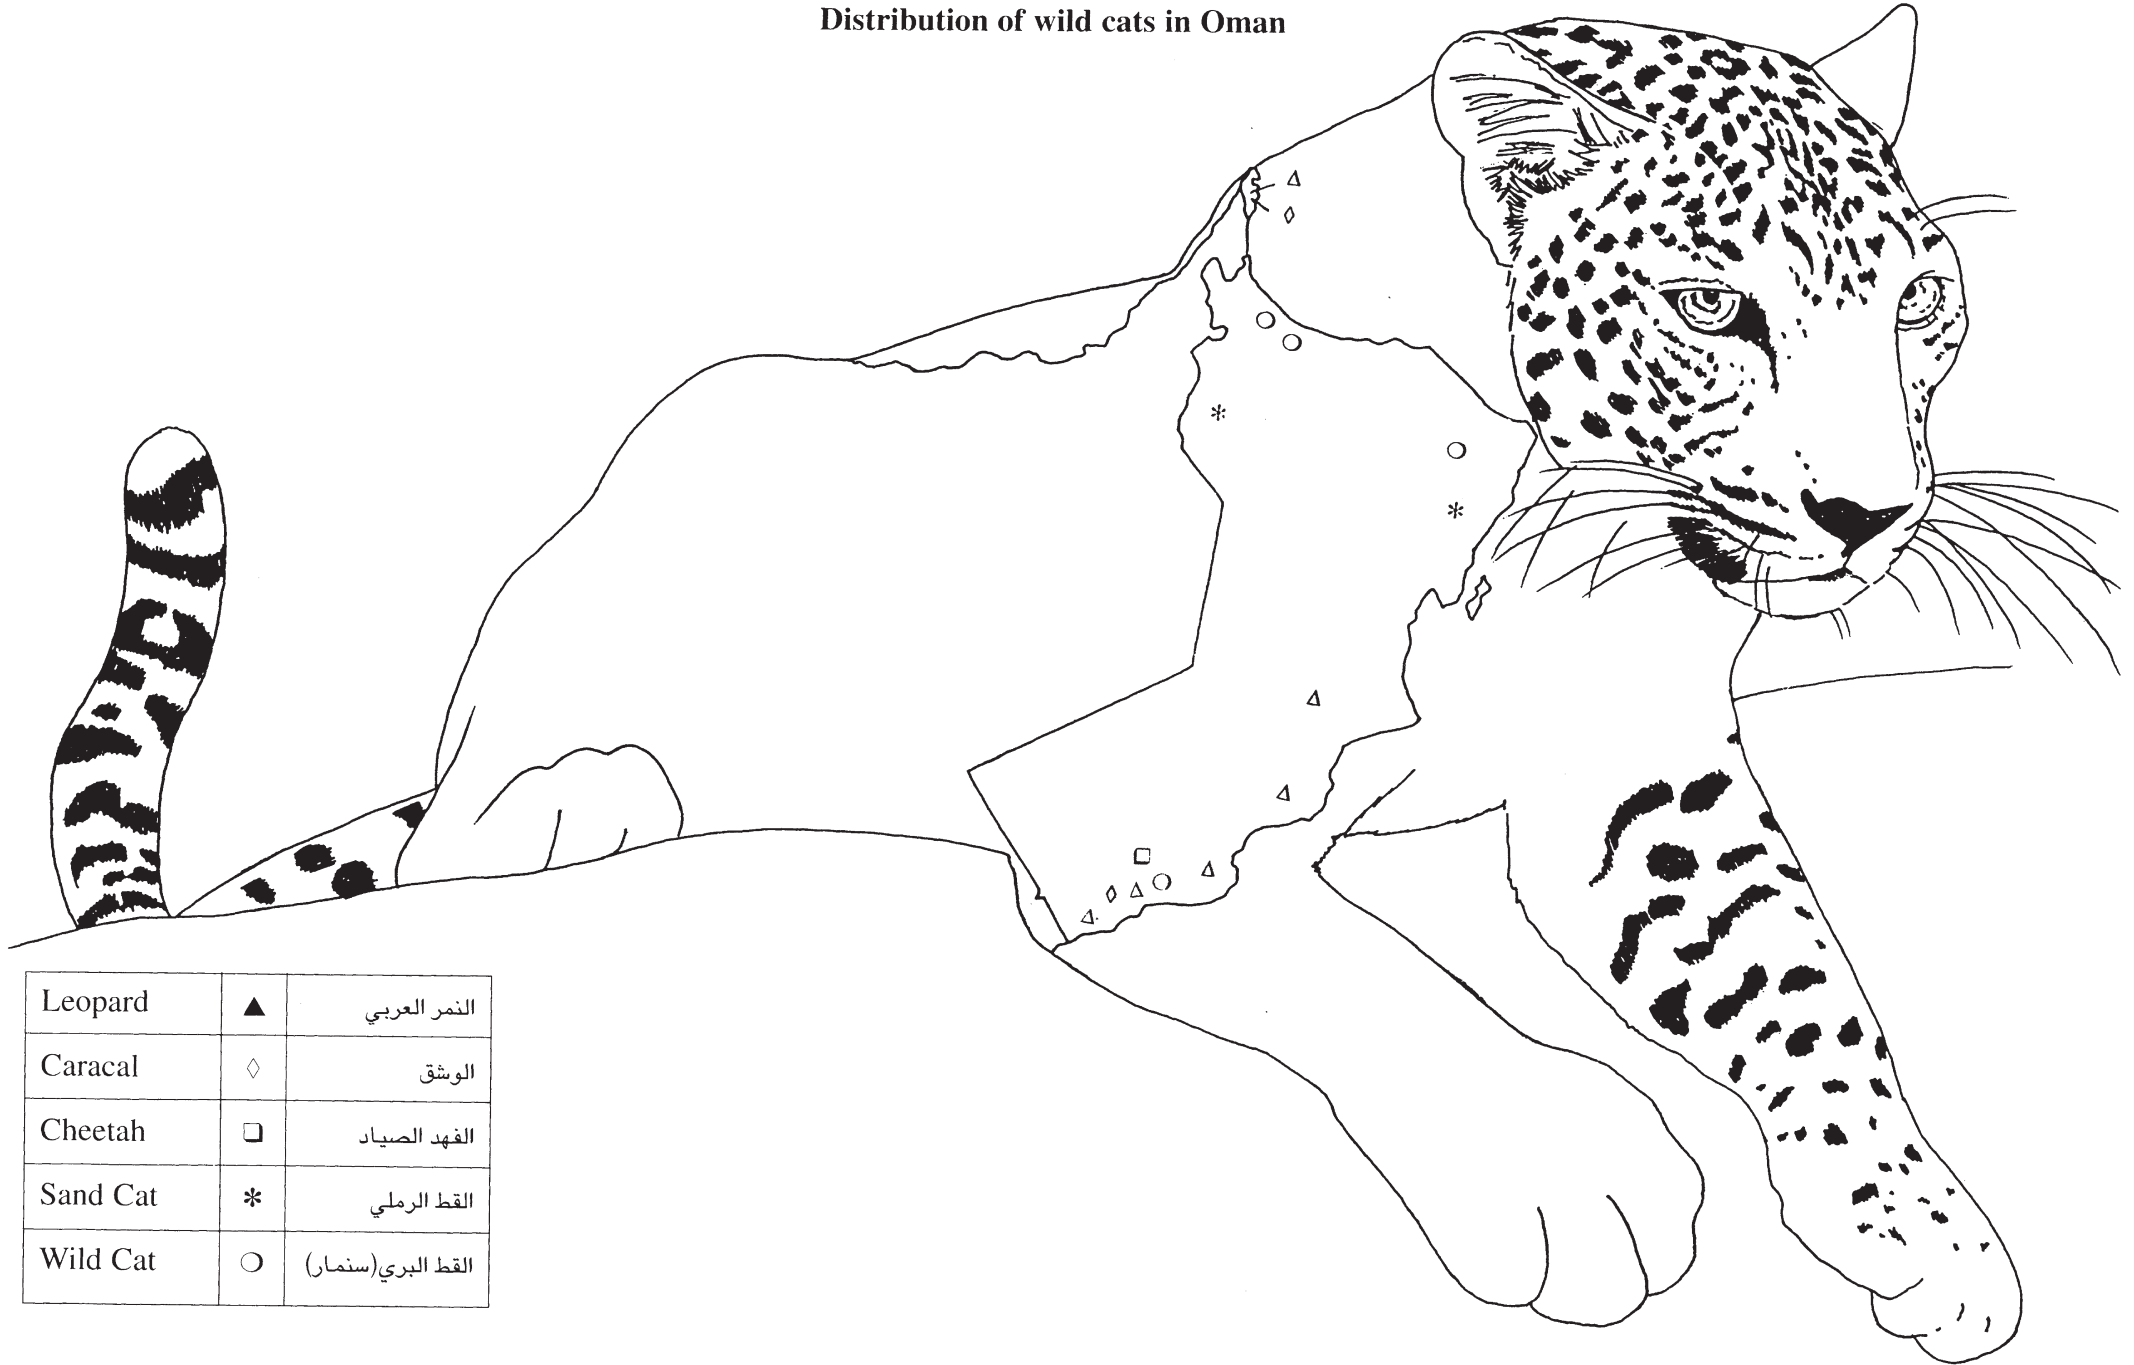 Distribution of wild cats in Oman
Leopard ▲ النمر العربي
Caracal ◊ الوشق
Cheetah ❑ الفهد الصياد
Sand Cat ✻ القط الرملي
Wild Cat ❍ القط البري(سنمار)